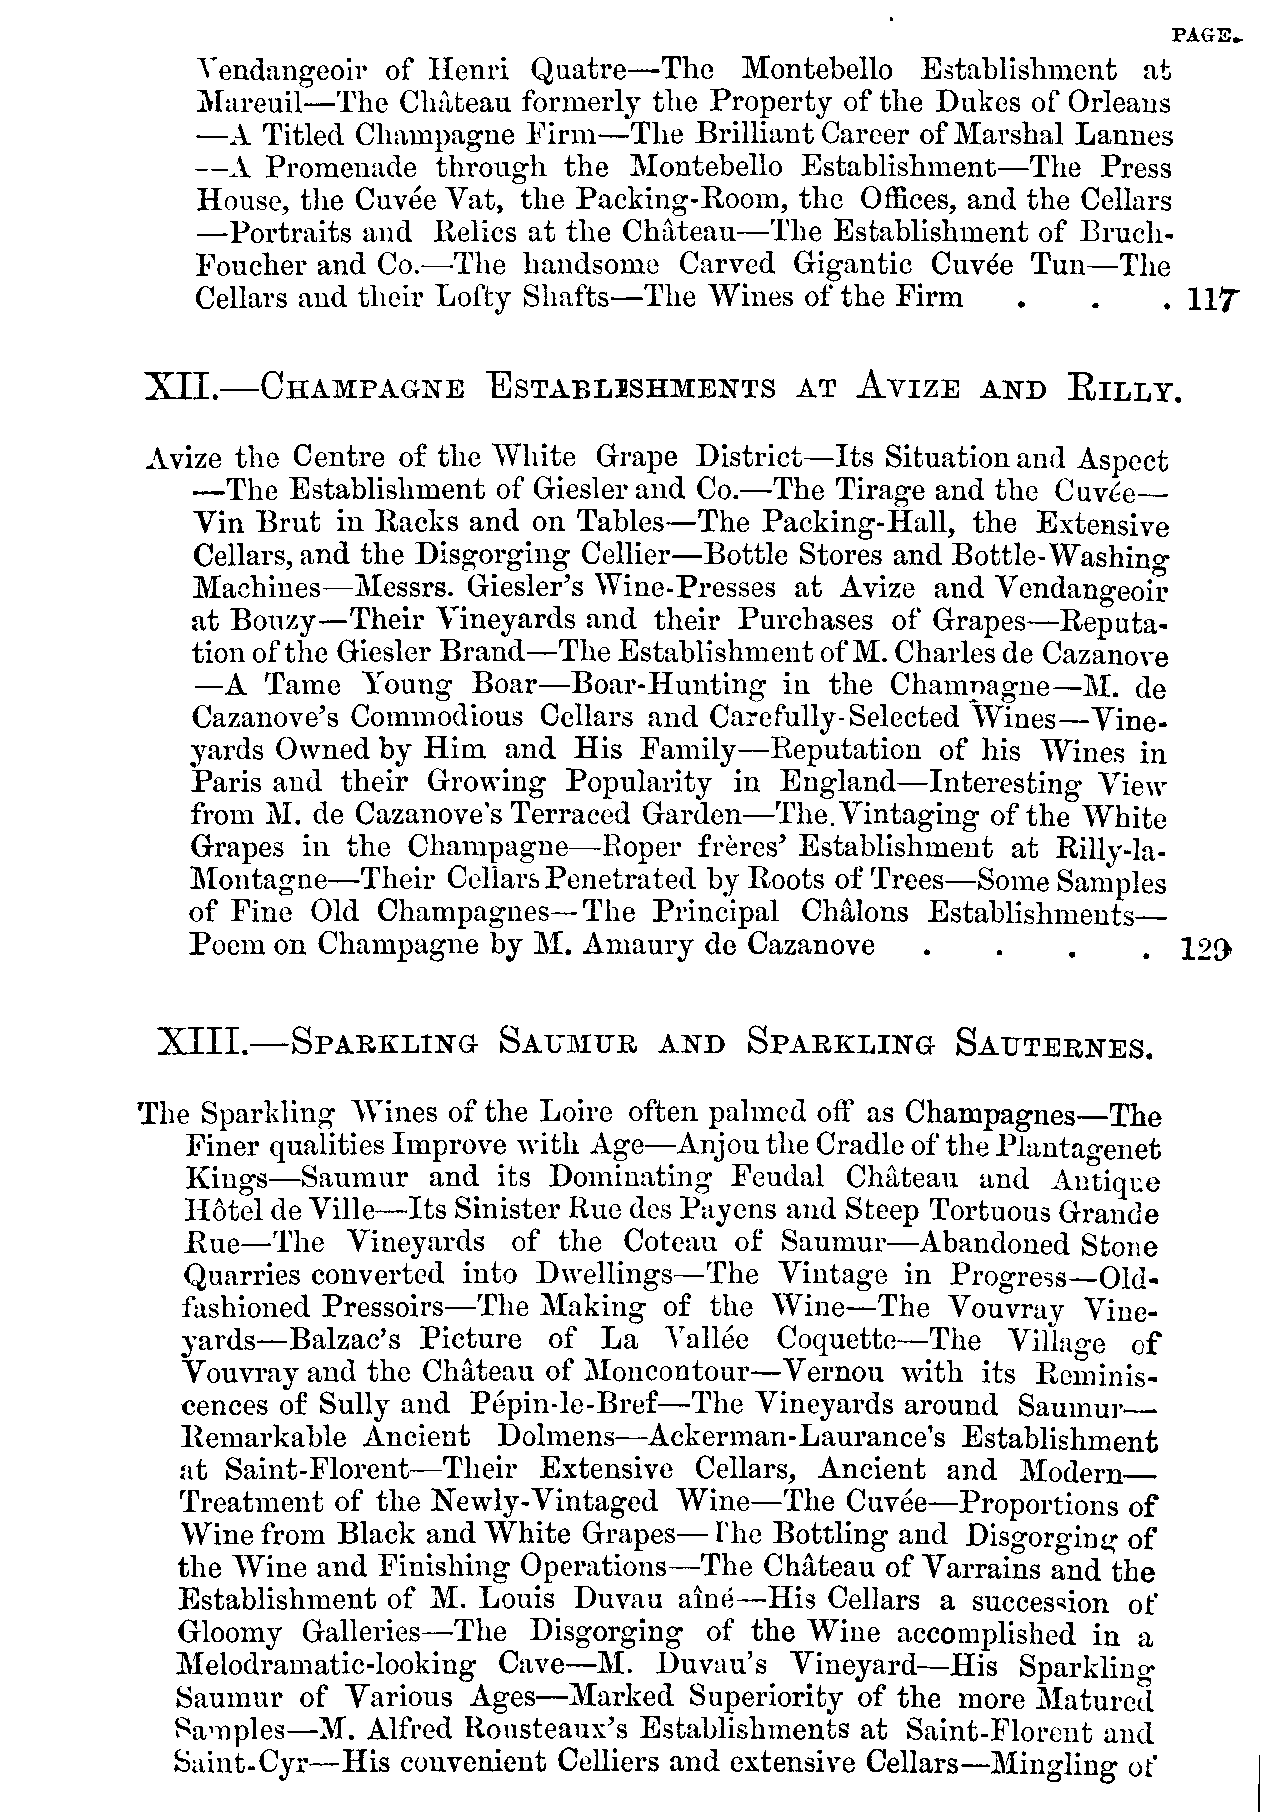 PAGE.
Vendangeoir of Henri Quatre—The Montebello Establishment at
Mareuil—The Château formerly the Property of the Dukes of Orleans
—A Titled Champagne Firm—The Brilliant Career of Marshal Lannes
—A Promenade through the Montebello Establishment—The Press
House, the Cuvée Vat, the Packing-Room, the Offices, and the Cellars
—Portraits and Relics at the Château—The Establishment of Bruch-
Foucher and Co.—The handsome Carved Gigantic Cuvée Tun—The
Cellars and their Lofty Shafts—The Wines of the Firm . . . 117
XII.—Champagne Establishments at Avize and Rilly.
Avize the Centre of the White Grape District—Its Situation and Aspect
—The Establishment of Giesler and Co.—The Tirage and the Cuvée—
Vin Brut in Racks and on Tables—The Packing-Hall, the Extensive
Cellars, and the Disgorging Cellier—Bottle Stores and Bottle-Washing
Machines—Messrs. Giesler's Wine-Presses at Avize and Vendangeoir
at Bouzy—Their Vineyards and their Purchases of Grapes—Reputa-
tion of the Giesler Brand—The Establishment of M. Charles de Cazanove
—A Tame Young Boar—Boar-Hunting in the Champagne—M. de
Cazanove's Commodious Cellars and Carefully-Selected Wines—Vine-
yards Owned by Him and His Family—Reputation of his Wines in
Paris and their Growing Popularity in England—Interesting View
from M. de Cazanove's Terraced Garden—The Vintaging of the White
Grapes in the Champagne—Roper frères' Establishment at Rilly-la-
Montagne—Their Cellars Penetrated by Roots of Trees—Some Samples
of Fine Old Champagnes—The Principal Châlons Establishments—
Poem on Champagne by M. Amaury de Cazanove . . . . 129
XIII.—Sparkling Saumur and Sparkling Sauternes.
The Sparkling Wines of the Loire often palmed off as Champagnes—The
Finer qualities Improve with Age—Anjou the Cradle of the Plantagenet
Kings—Saumur and its Dominating Feudal Château and Antique
Hôtel de Ville—Its Sinister Rue des Payens and Steep Tortuous Grande
Rue—The Vineyards of the Coteau of Saumur—Abandoned Stone
Quarries converted into Dwellings—The Vintage in Progress—Old-
fashioned Pressoirs—The Making of the Wine—The Vouvray Vine-
yards—Balzac's Picture of La Vallée Coquette—The Village of
Vouvray and the Château of Moncontour—Vernou with its Reminis-
cences of Sully and Pépin-le-Bref—The Vineyards around Saumur—
Remarkable Ancient Dolmens—Ackerman-Laurance's Establishment
at Saint-Florent—Their Extensive Cellars, Ancient and Modern—
Treatment of the Newly-Vintaged Wine—The Cuvée—Proportions of
Wine from Black and White Grapes—The Bottling and Disgorging of
the Wine and Finishing Operations—The Château of Varrains and the
Establishment of M. Louis Duvau aîné—His Cellars a succession of
Gloomy Galleries—The Disgorging of the Wine accomplished in a
Melodramatic-looking Cave—M. Duvau's Vineyard—His Sparkling
Saumur of Various Ages—Marked Superiority of the more Matured
Samples—M. Alfred Rousteaux's Establishments at Saint-Florent and
Saint-Cyr—His convenient Celliers and extensive Cellars—Mingling of